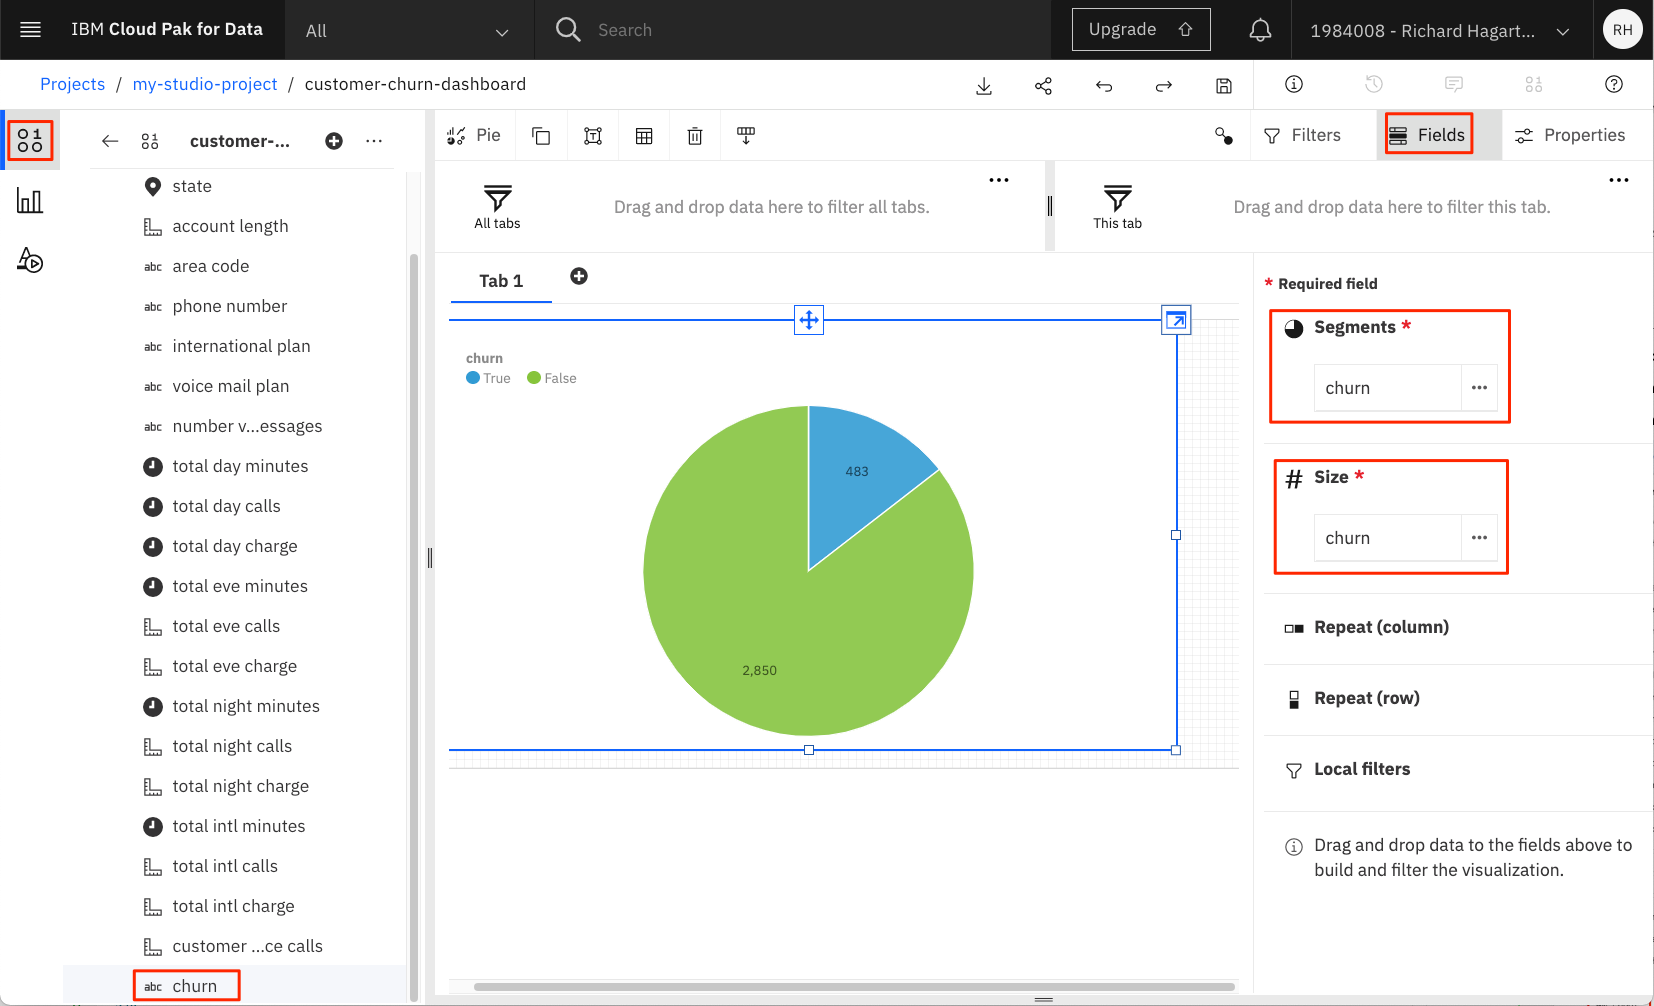 IBM Cloud Pak for Data
All
Search
Upgrade
1984008 - Richard Hagart...
RH
Projects / my-studio-project / customer-churn-dashboard
customer-...
state
account length
abc area code
abc phone number
abc international plan
abc voice mail plan
abc number v...essages
total day minutes
total day calls
total day charge
total eve minutes
total eve calls
total eve charge
total night minutes
total night calls
total night charge
total intl minutes
total intl calls
total intl charge
customer ...ce calls
abc churn
Pie
Filters
Fields
Properties
All tabs
Drag and drop data here to filter all tabs.
This tab
Drag and drop data here to filter this tab.
Tab 1
churn
True False
483
2,850
* Required field
Segments *
churn
# Size *
churn
Repeat (column)
Repeat (row)
Local filters
Drag and drop data to the fields above to
build and filter the visualization.